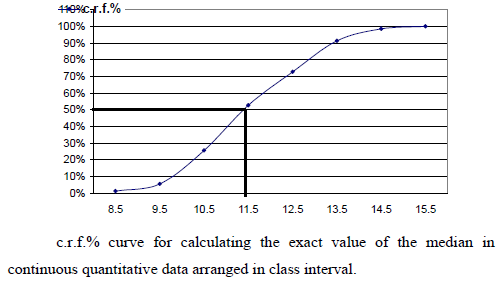 110% c.r.f.%
100%
90%
80%
70%
60%
50%
40%
30%
20%
10%
0%
8.5 9.5 10.5 11.5 12.5 13.5 14.5 15.5
c.r.f.% curve for calculating the exact value of the median in
continuous quantitative data arranged in class interval.